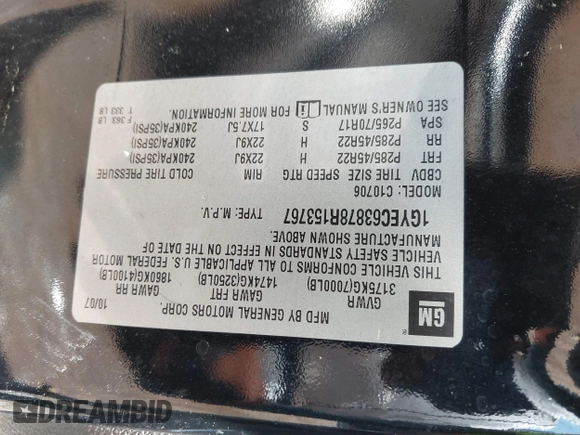 MFD BY GENERAL MOTORS CORP.
10/07
GVWR GAWR FRT GAWR RR
3175KG(7000LB) 1474KG(3250LB) 1860KG(4100LB)
THIS VEHICLE CONFORMS TO ALL APPLICABLE U.S. FEDERAL MOTOR
VEHICLE SAFETY STANDARDS IN EFFECT ON THE DATE OF
MANUFACTURE SHOWN ABOVE.
1GYEC63878R153767 TYPE: M.P.V.
MODEL: C10706
CBDV TIRE SIZE SPEED RTG RIM COLD TIRE PRESSURE
FRT P285/45R22 H 22X9J 240KPA(35PSI)
RR P285/45R22 H 22X9J 240KPA(35PSI)
SPA P265/70R17 S 17X7.5J 240KPA(35PSI)
SEE OWNER'S MANUAL FOR MORE INFORMATION.
F 363 LB
T 333 LB
GM
DREAMBID